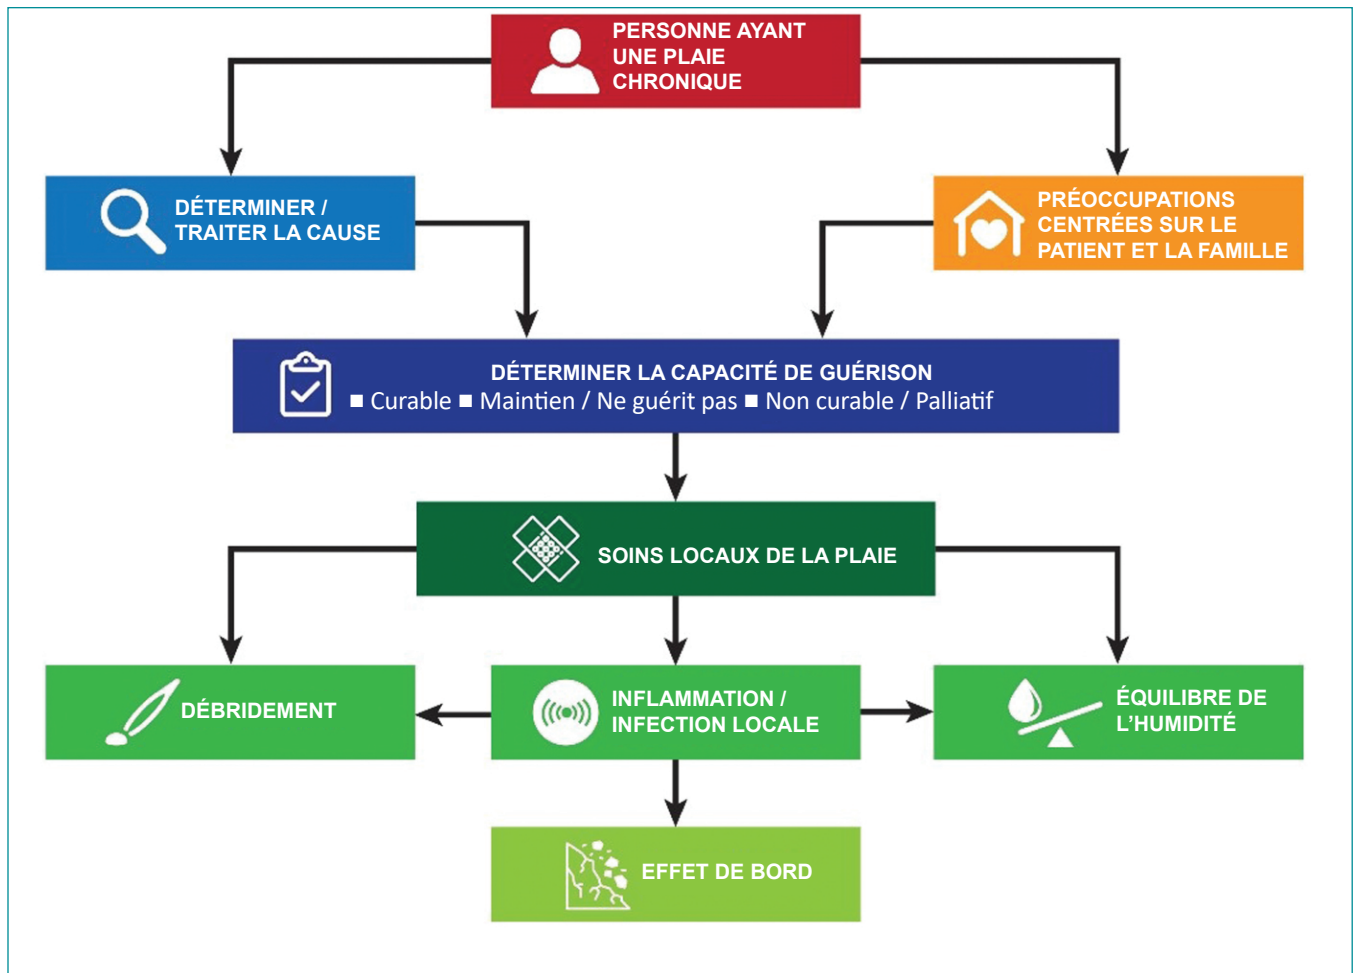 PERSONNE AYANT
UNE PLAIE
CHRONIQUE
DÉTERMINER /
TRAITER LA CAUSE
PRÉOCCUPATIONS
CENTRÉES SUR LE
PATIENT ET LA FAMILLE
DÉTERMINER LA CAPACITÉ DE GUÉRISON
■ Curable ■ Maintien / Ne guérit pas ■ Non curable / Palliatif
SOINS LOCAUX DE LA PLAIE
DÉBRIDEMENT
INFLAMMATION /
INFECTION LOCALE
ÉQUILIBRE DE
L’HUMIDITÉ
EFFET DE BORD